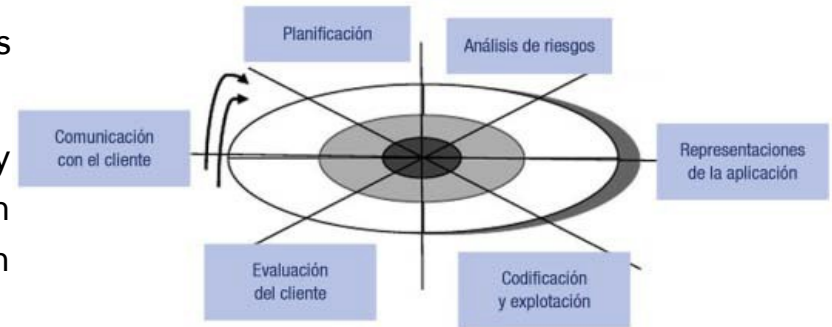 s
y
n
n
Planificación
Análisis de riesgos
Comunicación
con el cliente
Representaciones
de la aplicación
Evaluación
del cliente
Codificación
y explotación